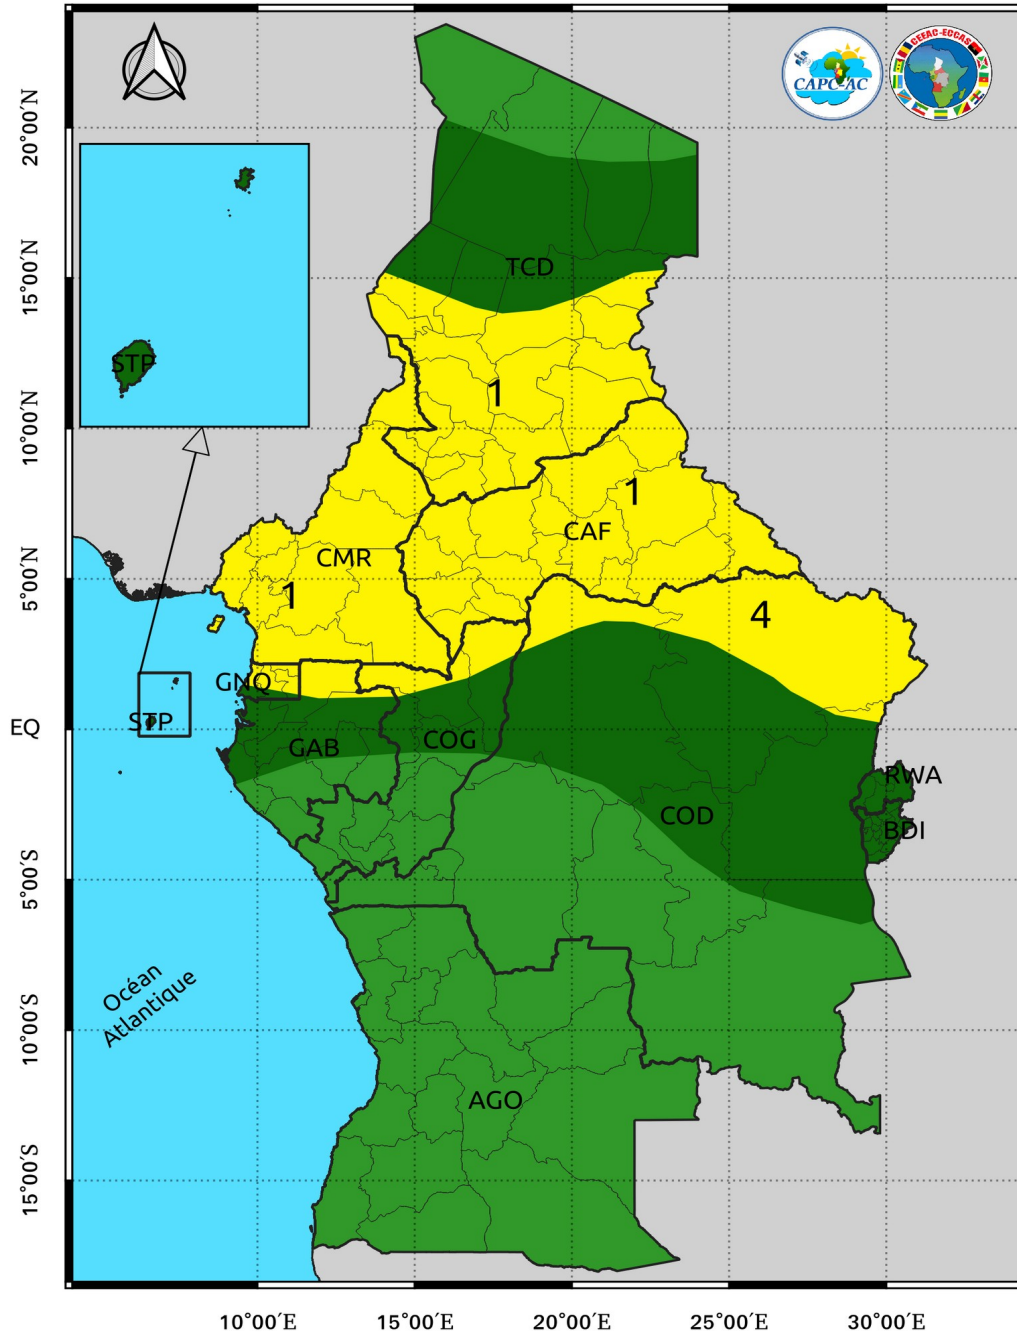 CAPC-AC
CEEAC-ECCAS
20°00′N
15°00′N
10°00′N
5°00′N
EQ
5°00′S
10°00′S
15°00′S
STP
TCD
1
1
CAF
CMR
1
4
GNQ
STP
GAB
COG
RWA
COD
BDI
Océan
Atlantique
AGO
10°00′E
15°00′E
20°00′E
25°00′E
30°00′E